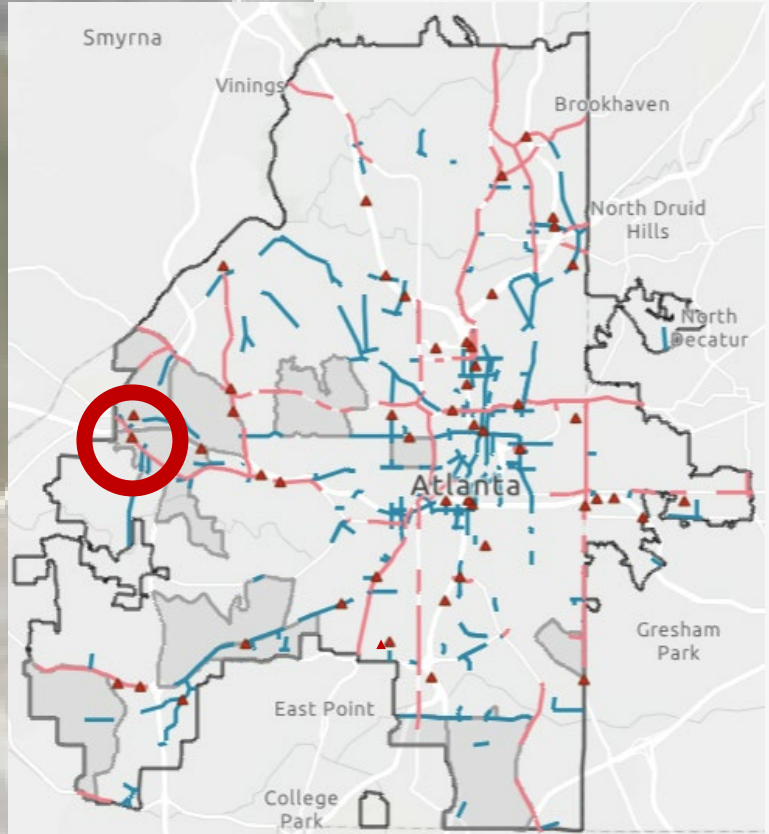 Smyrna
Vinings
Brookhaven
North Druid
Hills
North
Decatur
Atlanta
Gresham
Park
East Point
College
Park